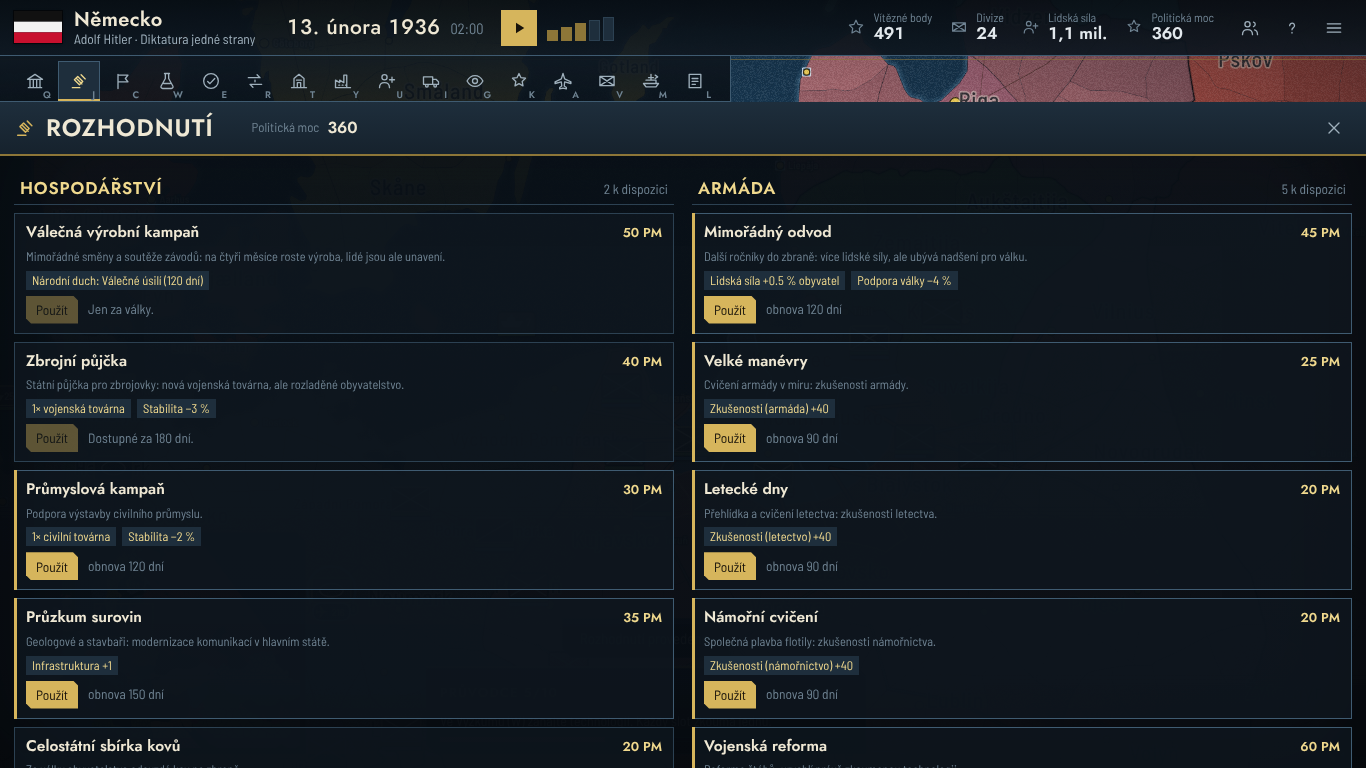 Německo
Adolf Hitler · Diktatura jedné strany
13. února 1936 02:00
Vítězné body
491
Divize
24
Lidská síla
1,1 mil.
Politická moc
360
?
Q I C W E R T Y U I G K A V M L
Pskov
Riga
ROZHODNUTÍ
Politická moc 360
HOSPODÁŘSTVÍ
2 k dispozici
Skåne
Válečná výrobní kampaň
50 PM
Mimořádné směny a soutěže závodů: na čtyři měsíce roste výroba, lidé jsou ale unavení.
Národní duch: Válečné úsilí (120 dní)
Použít
Jen za války.
Zbrojní půjčka
40 PM
Státní půjčka pro zbrojovky: nová vojenská továrna, ale rozladěné obyvatelstvo.
1× vojenská továrna
Stabilita −3 %
Použít
Dostupné za 180 dní.
Průmyslová kampaň
30 PM
Podpora výstavby civilního průmyslu.
1× civilní továrna
Stabilita −2 %
Použít
obnova 120 dní
Průzkum surovin
35 PM
Geologové a stavbaři: modernizace komunikací v hlavním státě.
Infrastruktura +1
Použít
obnova 150 dní
Celostátní sbírka kovů
20 PM
ARMÁDA
5 k dispozici
Mimořádný odvod
45 PM
Další ročníky do zbraně: více lidské síly, ale ubývá nadšení pro válku.
Lidská síla +0.5 % obyvatel
Podpora války −4 %
Použít
obnova 120 dní
Velké manévry
25 PM
Cvičení armády v míru: zkušenosti armády.
Zkušenosti (armáda) +40
Použít
obnova 90 dní
Letecké dny
20 PM
Přehlídka a cvičení letectva: zkušenosti letectva.
Zkušenosti (letectvo) +40
Použít
obnova 90 dní
Námořní cvičení
20 PM
Společná plavba flotily: zkušenosti námořnictva.
Zkušenosti (námořnictvo) +40
Použít
obnova 90 dní
Vojenská reforma
60 PM